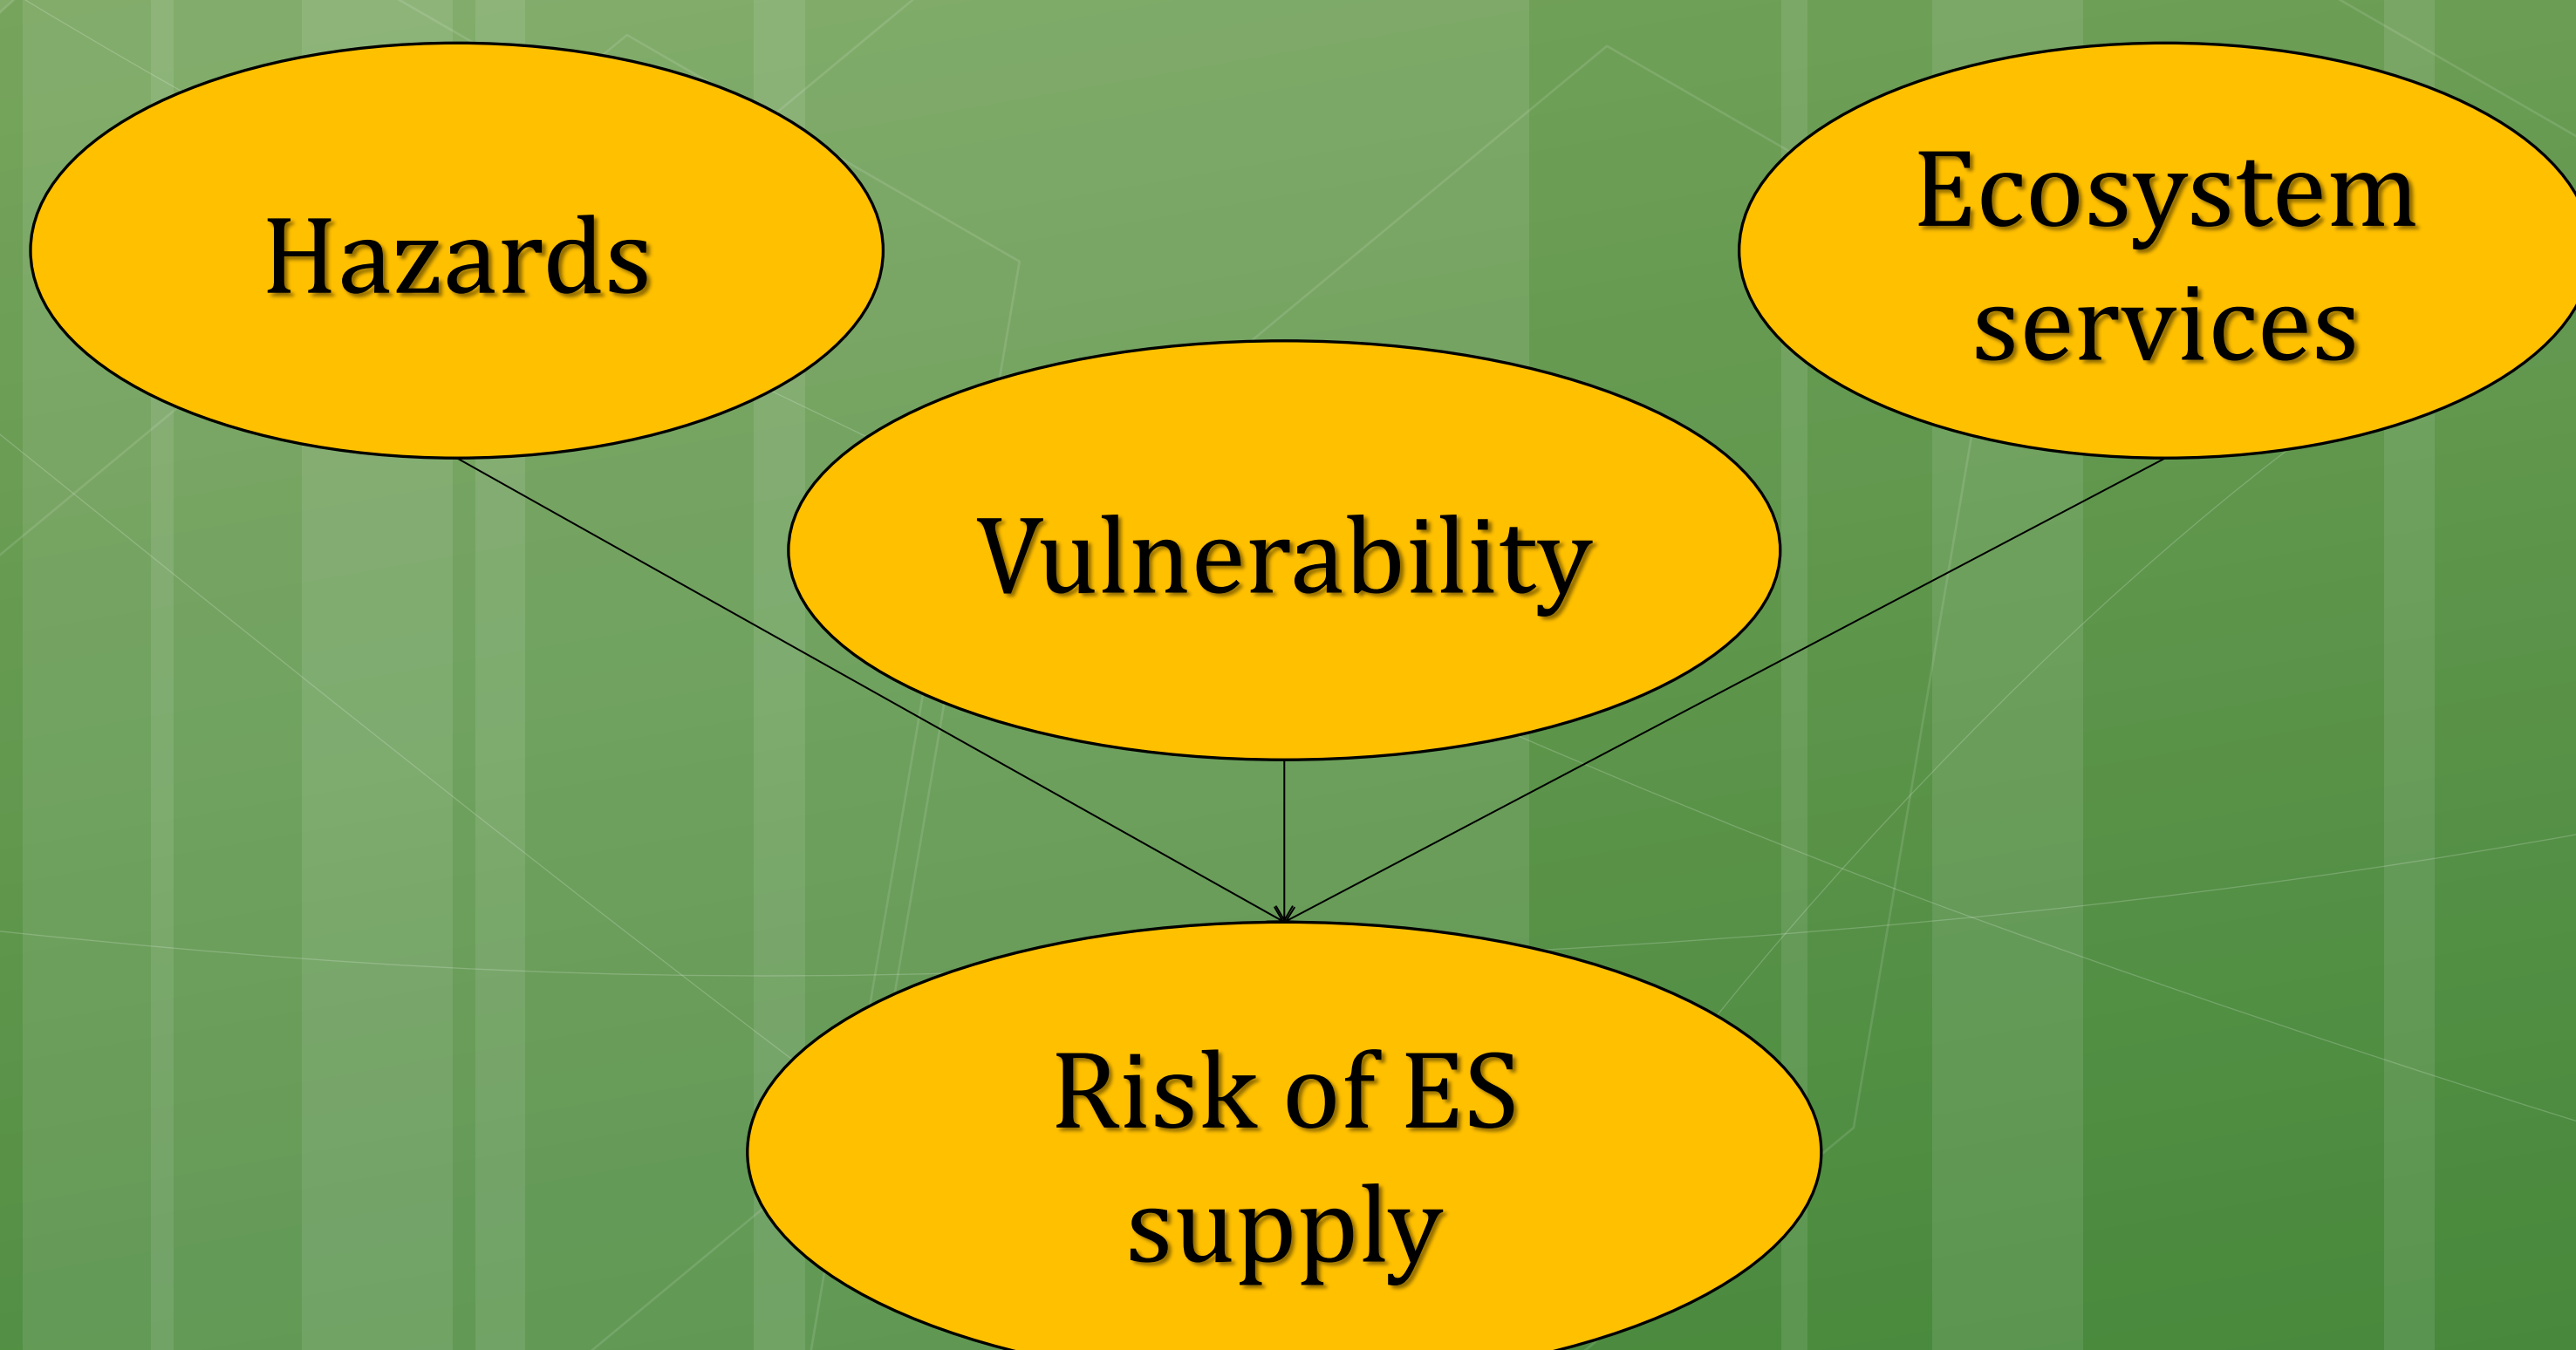 Hazards
Ecosystem
services
Vulnerability
Risk of ES
supply